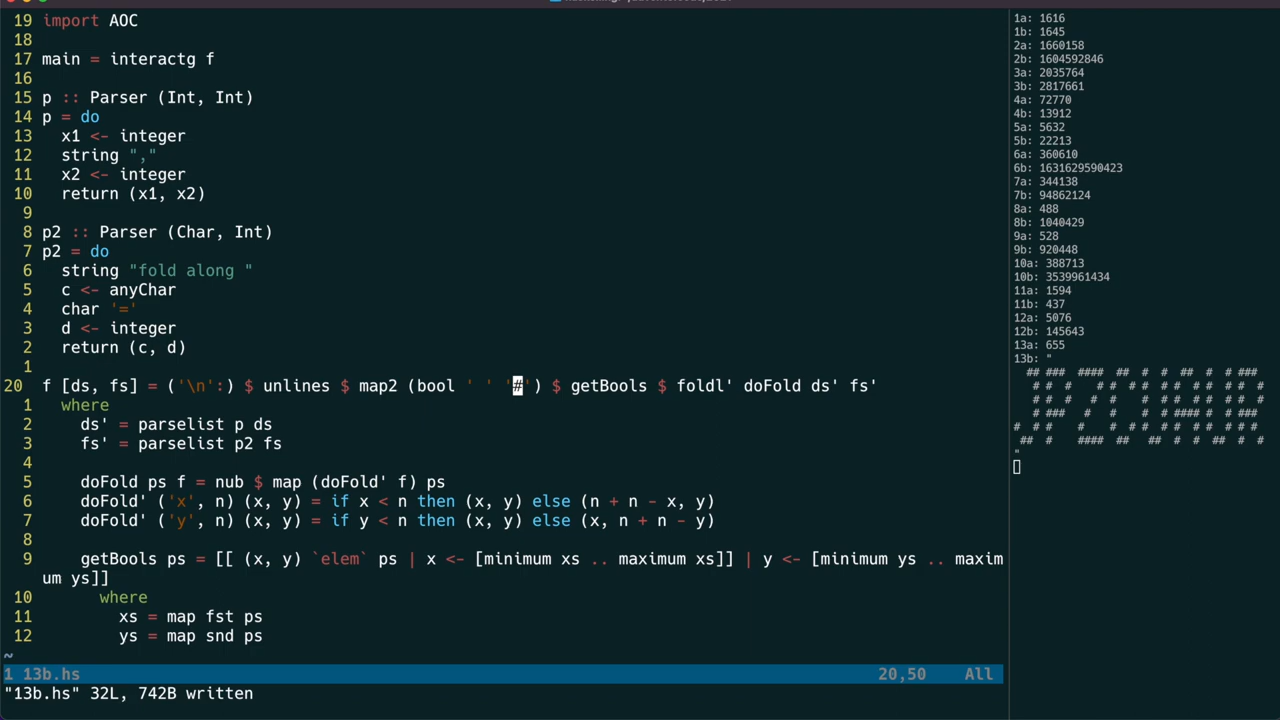 19 import AOC
18
17 main = interactg f
16
15 p :: Parser (Int, Int)
14 p = do
13   x1 <- integer
12   string ","
11   x2 <- integer
10   return (x1, x2)
9
8 p2 :: Parser (Char, Int)
7 p2 = do
6   string "fold along "
5   c <- anyChar
4   char '='
3   d <- integer
2   return (c, d)
1
20 f [ds, fs] = ('\n':) $ unlines $ map2 (bool ' ' '#') $ getBools $ foldl' doFold ds' fs'
1   where
2     ds' = parselist p ds
3     fs' = parselist p2 fs
4
5     doFold ps f = nub $ map (doFold' f) ps
6     doFold' ('x', n) (x, y) = if x < n then (x, y) else (n + n - x, y)
7     doFold' ('y', n) (x, y) = if y < n then (x, y) else (x, n + n - y)
8
9     getBools ps = [[ (x, y) `elem` ps | x <- [minimum xs .. maximum xs]] | y <- [minimum ys .. maxim
um ys]]
10       where
11         xs = map fst ps
12         ys = map snd ps
~
1 13b.hs 20,50 All
"13b.hs" 32L, 742B written
1a: 1616
1b: 1645
2a: 1660158
2b: 1604592846
3a: 2035764
3b: 2817661
4a: 72770
4b: 13912
5a: 5632
5b: 22213
6a: 360610
6b: 1631629590423
7a: 344138
7b: 94862124
8a: 488
8b: 1040429
9a: 528
9b: 920448
10a: 388713
10b: 3539961434
11a: 1594
11b: 437
12a: 5076
12b: 145643
13a: 655
13b: "
  ## ###  ####  ##  #  #  ##  #  # ###
   # #  #    # #  # #  # #  # #  # #  #
   # #  #   #  #    #  # #  # #  # #  #
   # ###   #   #    #  # #### #  # ###
#  # #    #    #  # #  # #  # #  # # #
 ##  #    ####  ##   ##  #  #  ##  #  #
"